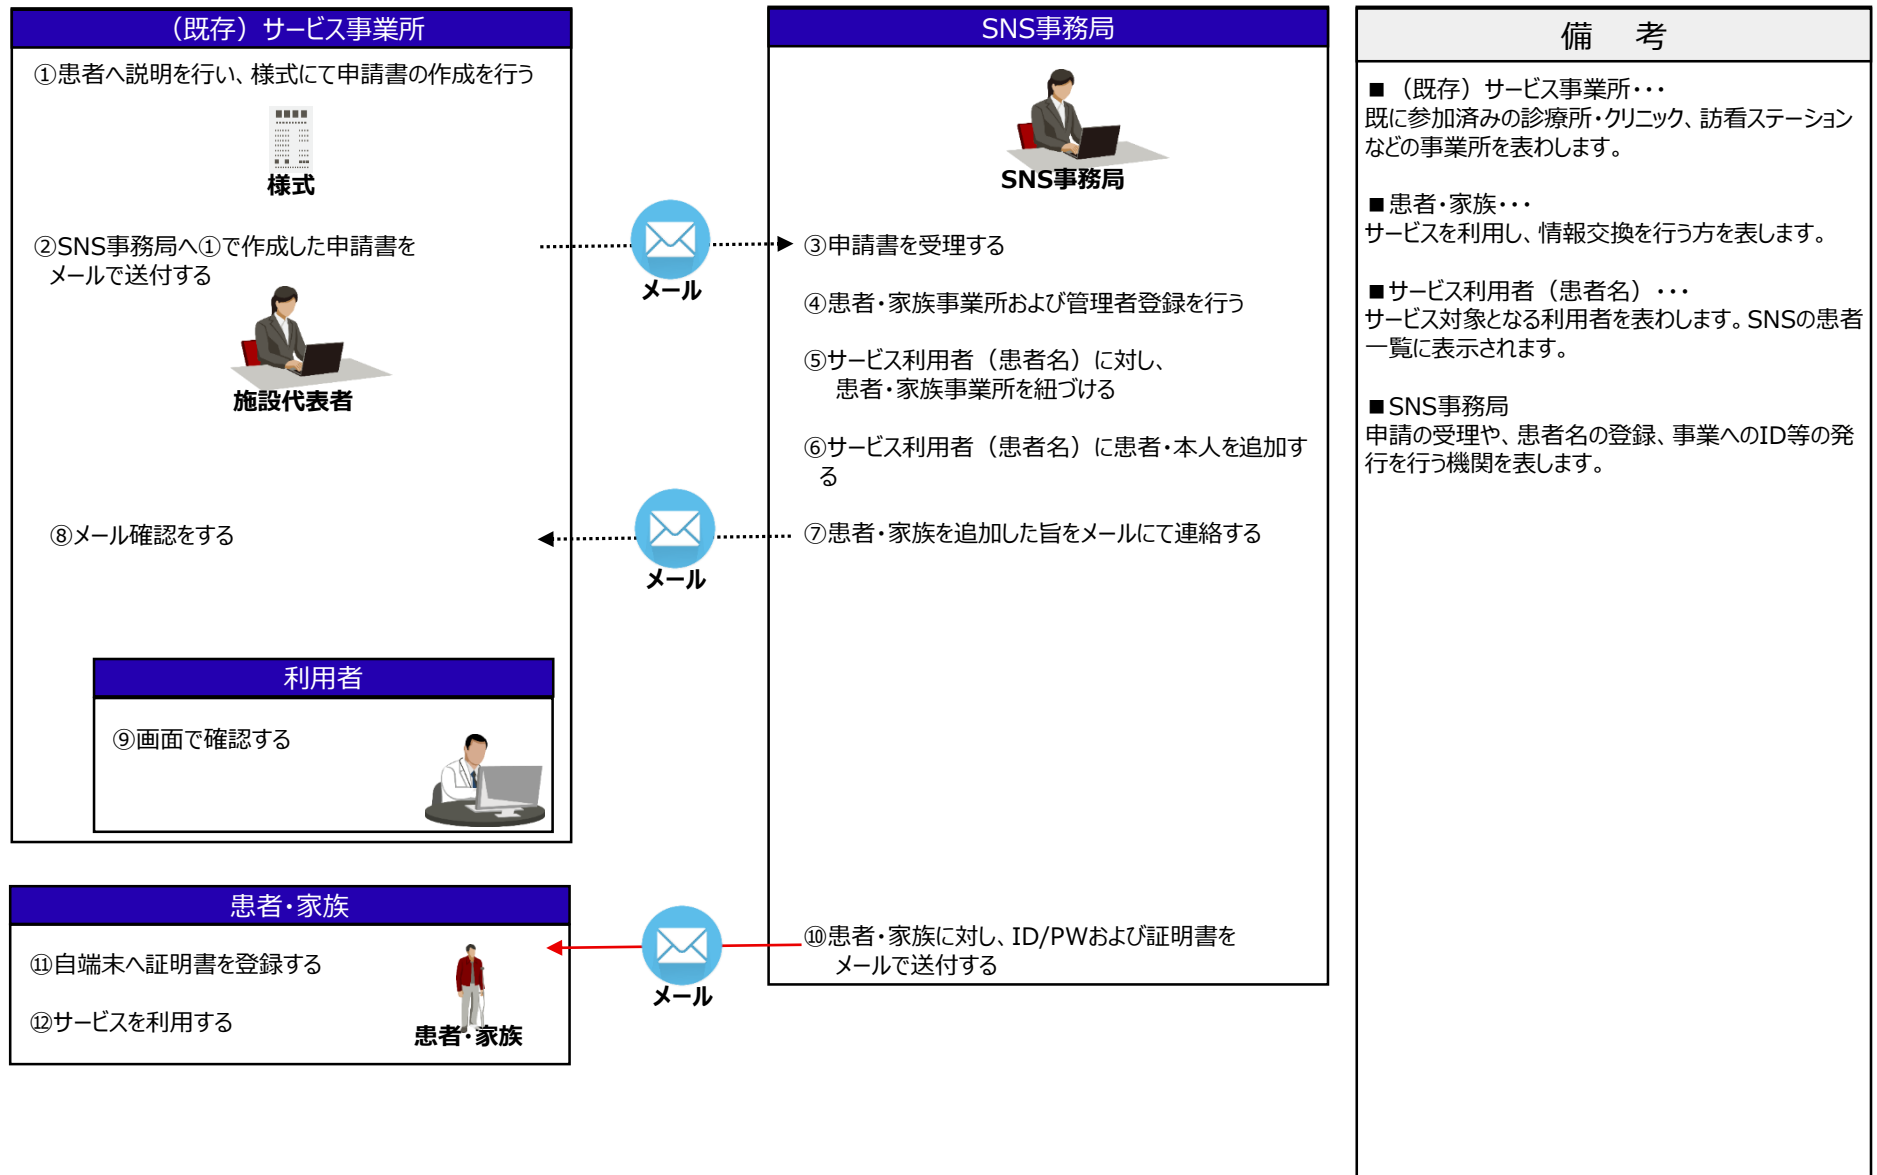 （既存）サービス事業所
①患者へ説明を行い、様式にて申請書の作成を行う
様式
②SNS事務局へ①で作成した申請書を
メールで送付する
施設代表者
⑧メール確認をする
利用者
⑨画面で確認する
患者・家族
⑪自端末へ証明書を登録する
⑫サービスを利用する
患者・家族
メール
メール
メール
SNS事務局
SNS事務局
③申請書を受理する
④患者・家族事業所および管理者登録を行う
⑤サービス利用者（患者名）に対し、
患者・家族事業所を紐づける
⑥サービス利用者（患者名）に患者・本人を追加す
る
⑦患者・家族を追加した旨をメールにて連絡する
⑩患者・家族に対し、ID/PWおよび証明書を
メールで送付する
備　考
■（既存）サービス事業所・・・
既に参加済みの診療所・クリニック、訪看ステーション
などの事業所を表わします。
■患者・家族・・・
サービスを利用し、情報交換を行う方を表します。
■サービス利用者（患者名）・・・
サービス対象となる利用者を表わします。SNSの患者
一覧に表示されます。
■SNS事務局
申請の受理や、患者名の登録、事業へのID等の発
行を行う機関を表します。